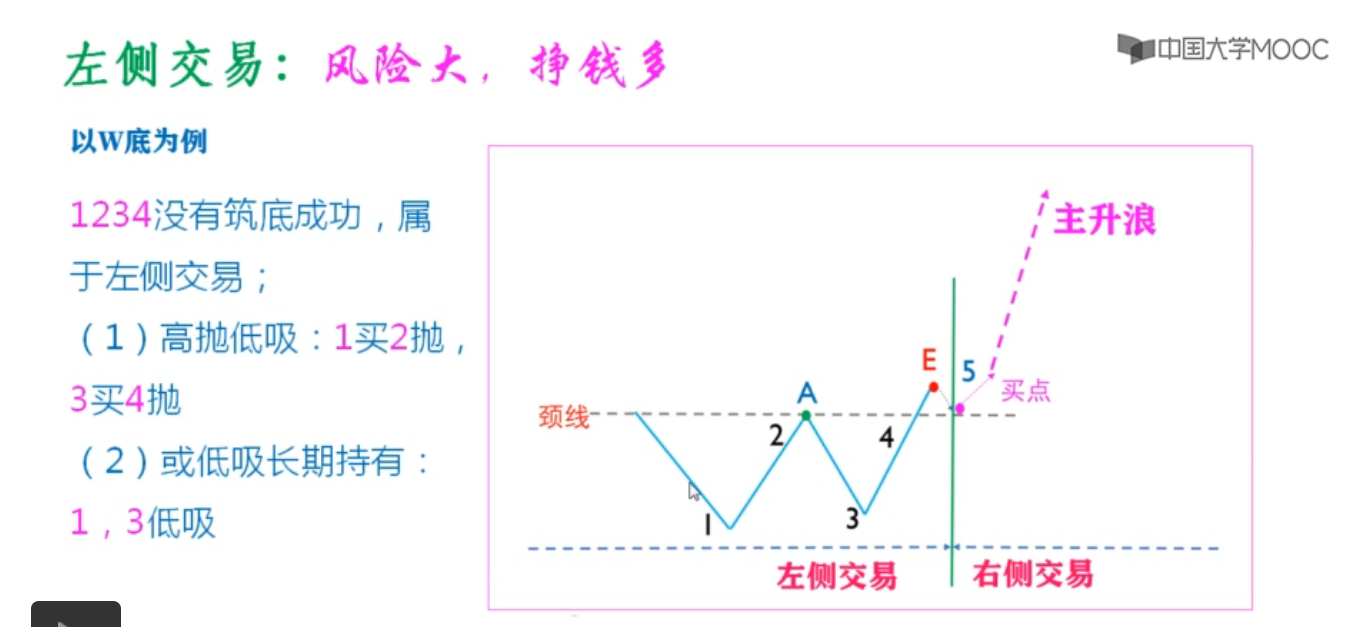 左侧交易：风险大，挣钱多
中国大学MOOC
以W底为例
1234没有筑底成功，属
于左侧交易；
（1）高抛低吸：1买2抛，
3买4抛
（2）或低吸长期持有：
1，3低吸
主升浪
E
5
买点
A
颈线
2
4
1
3
左侧交易
右侧交易